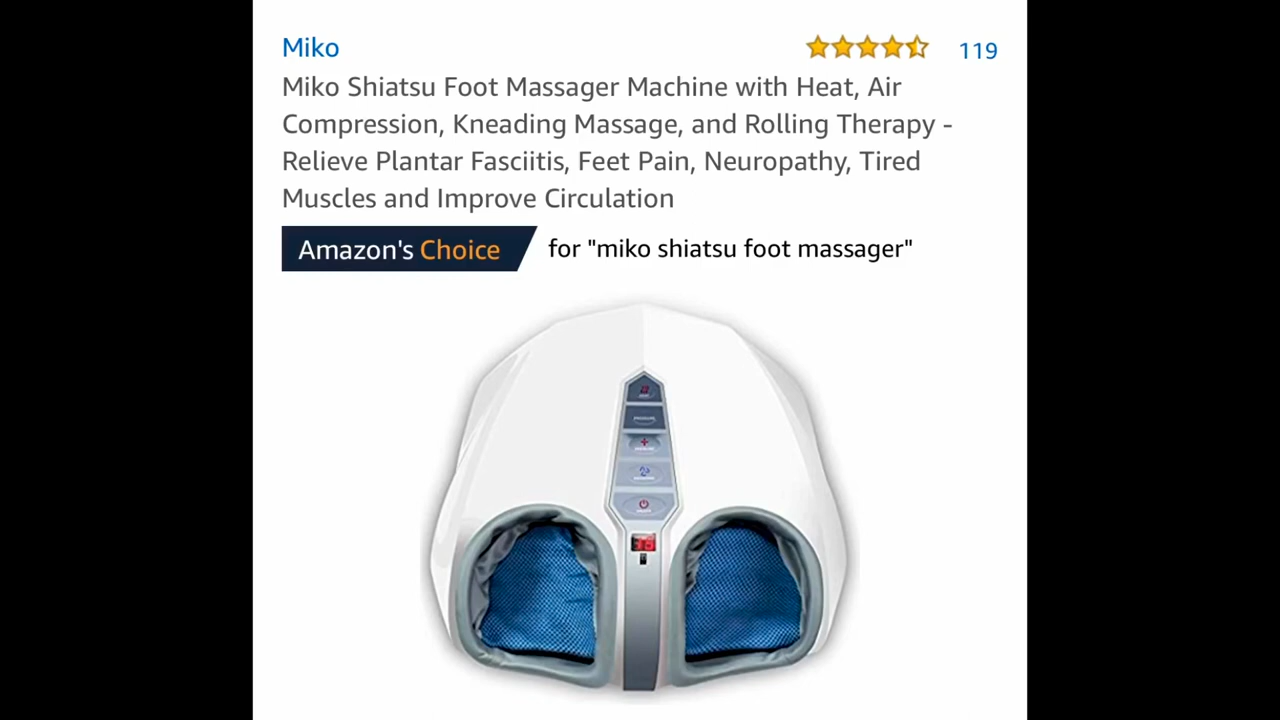 Miko 119
Miko Shiatsu Foot Massager Machine with Heat, Air
Compression, Kneading Massage, and Rolling Therapy -
Relieve Plantar Fasciitis, Feet Pain, Neuropathy, Tired
Muscles and Improve Circulation
Amazon's Choice for "miko shiatsu foot massager"